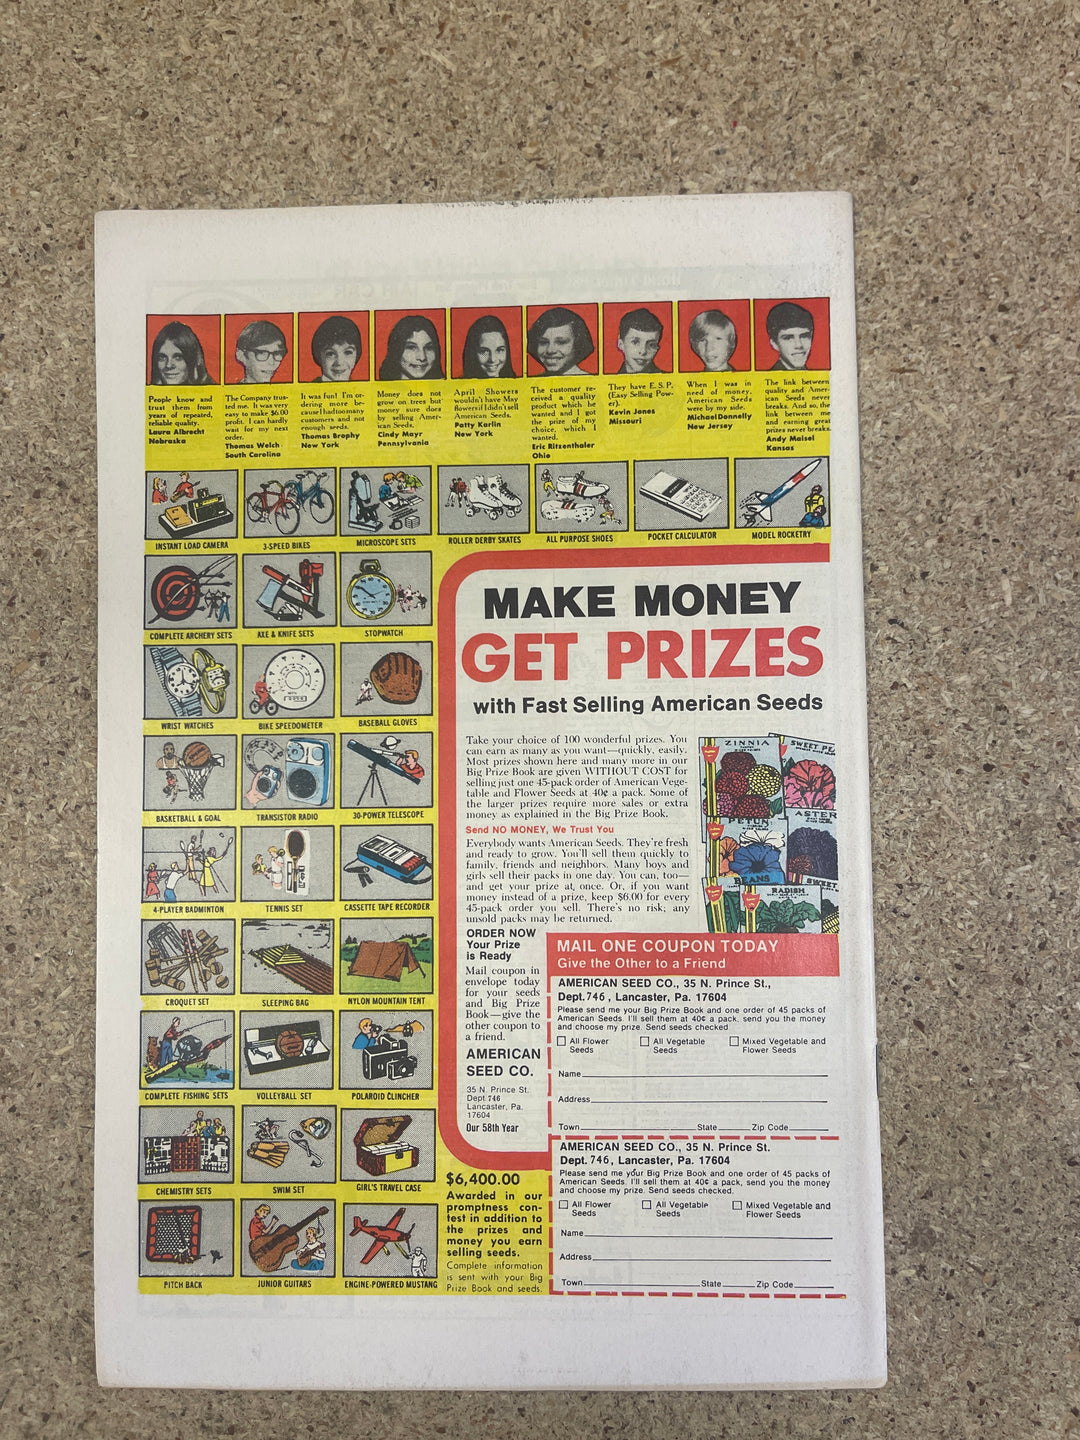 People know and
trust them from
years of repeated,
reliable quality.
Laura Albrecht
Nebraska
The Company trus-
ted me. It was very
easy to make $6.00
profit. I can hardly
wait for my next
order.
Thomas Welch
South Carolina
It was fun! I'm or-
dering more be-
cause I had too many
customers and not
enough seeds.
Thomas Brophy
New York
Money does not
grow on trees but
money sure does
by selling Amer-
ican Seeds.
Cindy Mayr
Pennsylvania
April Showers
wouldn't have May
flowers if I didn't sell
American Seeds.
Patty Karlin
New York
The customer re-
ceived a quality
product which he
wanted and I got
the prize of my
choice, which I
wanted.
Eric Ritzenthaler
Ohio
They have E.S.P.
(Easy Selling Pow-
er).
Kevin Jones
Missouri
When I was in
need of money,
American Seeds
were by my side.
Michael Donnelly
New Jersey
The link between
quality and Amer-
ican Seeds never
breaks. And so, the
link between me
and earning great
prizes never breaks.
Andy Maisel
Kansas
INSTANT LOAD CAMERA
3-SPEED BIKES
MICROSCOPE SETS
ROLLER DERBY SKATES
ALL PURPOSE SHOES
POCKET CALCULATOR
MODEL ROCKETRY
COMPLETE ARCHERY SETS
AXE & KNIFE SETS
STOPWATCH
WRIST WATCHES
BIKE SPEEDOMETER
BASEBALL GLOVES
BASKETBALL & GOAL
TRANSISTOR RADIO
30-POWER TELESCOPE
4-PLAYER BADMINTON
TENNIS SET
CASSETTE TAPE RECORDER
CROQUET SET
SLEEPING BAG
NYLON MOUNTAIN TENT
COMPLETE FISHING SETS
VOLLEYBALL SET
POLAROID CLINCHER
CHEMISTRY SETS
SWIM SET
GIRL'S TRAVEL CASE
PITCH BACK
JUNIOR GUITARS
ENGINE-POWERED MUSTANG
MAKE MONEY
GET PRIZES
with Fast Selling American Seeds
Take your choice of 100 wonderful prizes. You
can earn as many as you want—quickly, easily.
Most prizes shown here and many more in our
Big Prize Book are given WITHOUT COST for
selling just one 45-pack order of American Vege-
table and Flower Seeds at 40¢ a pack. Some of
the larger prizes require more sales or extra
money as explained in the Big Prize Book.
Send NO MONEY, We Trust You
Everybody wants American Seeds. They're fresh
and ready to grow. You'll sell them quickly to
family, friends and neighbors. Many boys and
girls sell their packs in one day. You can, too—
and get your prize at once. Or, if you want
money instead of a prize, keep $6.00 for every
45-pack order you sell. There's no risk; any
unsold packs may be returned.
ZINNIA
SWEET PE
PETUN
ASTER
BEANS
RADISH
SWEET
ORDER NOW
Your Prize
is Ready
Mail coupon in
envelope today
for your seeds
and Big Prize
Book—give the
other coupon to
a friend.
AMERICAN
SEED CO.
35 N. Prince St.
Dept 746
Lancaster, Pa.
17604
Our 58th Year
$6,400.00
Awarded in our
promptness con-
test in addition to
the prizes and
money you earn
selling seeds.
Complete information
is sent with your Big
Prize Book and seeds.
MAIL ONE COUPON TODAY
Give the Other to a Friend
AMERICAN SEED CO., 35 N. Prince St.,
Dept. 746, Lancaster, Pa. 17604
Please send me your Big Prize Book and one order of 45 packs of
American Seeds. I'll sell them at 40¢ a pack, send you the money
and choose my prize. Send seeds checked.
All Flower
Seeds
All Vegetable
Seeds
Mixed Vegetable and
Flower Seeds
Name
Address
Town State Zip Code
AMERICAN SEED CO., 35 N. Prince St.
Dept. 746, Lancaster, Pa. 17604
Please send me your Big Prize Book and one order of 45 packs of
American Seeds. I'll sell them at 40¢ a pack, send you the money
and choose my prize. Send seeds checked.
All Flower
Seeds
All Vegetable
Seeds
Mixed Vegetable and
Flower Seeds
Name
Address
Town State Zip Code